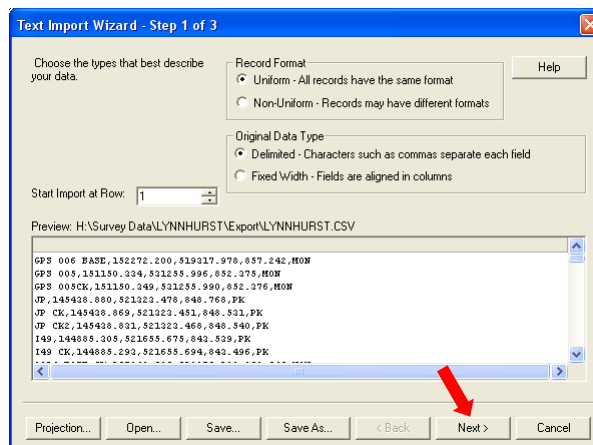 Text Import Wizard - Step 1 of 3
Choose the types that best describe
your data.
Record Format
Uniform - All records have the same format
Non-Uniform - Records may have different formats
Help
Original Data Type
Delimited - Characters such as commas separate each field
Fixed Width - Fields are aligned in columns
Start Import at Row: 1
Preview: H:\Survey Data\LYNNHURST\Export\LYNNHURST.CSV
GPS 006 BASE,152272.200,519317.978,857.242,MON
GPS 005,151150.334,531255.996,852.375,MON
GPS 005CK,151150.349,531255.990,852.376,MON
JP,145438.880,521323.478,848.768,PK
JP CK,145438.869,521323.451,848.531,PK
JP CK2,145438.831,521323.468,848.540,PK
I49,144885.305,521655.675,843.539,PK
I49 CK,144885.293,521655.694,843.496,PK
Projection... Open... Save... Save As... < Back Next > Cancel